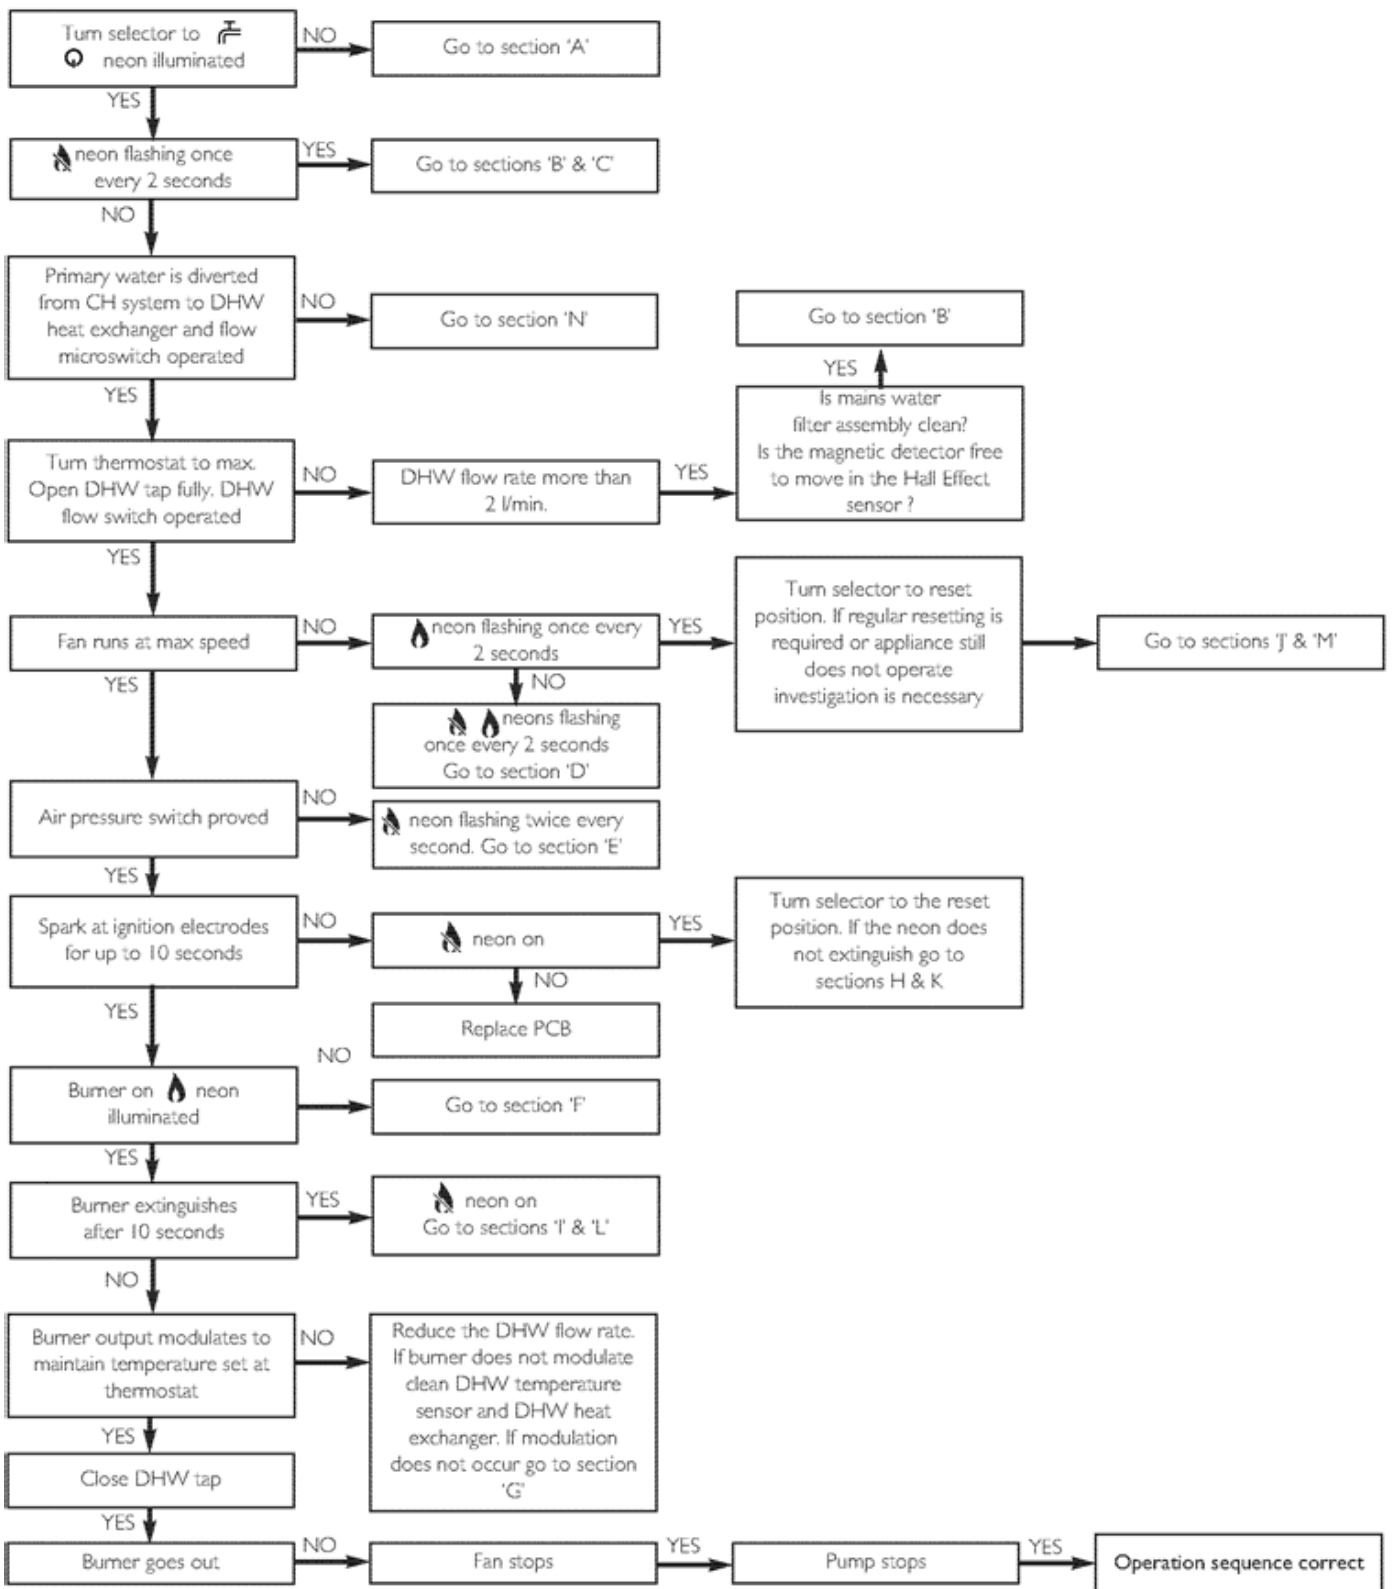 Turn selector to
neon illuminated
NO
Go to section 'A'
YES
neon flashing once
every 2 seconds
YES
Go to sections 'B' & 'C'
NO
Primary water is diverted
from CH system to DHW
heat exchanger and flow
microswitch operated
NO
Go to section 'N'
YES
Turn thermostat to max.
Open DHW tap fully. DHW
flow switch operated
NO
DHW flow rate more than
2 l/min.
YES
Is mains water
filter assembly clean?
Is the magnetic detector free
to move in the Hall Effect
sensor ?
YES
Go to section 'B'
YES
Fan runs at max speed
NO
neon flashing once every
2 seconds
YES
Turn selector to reset
position. If regular resetting is
required or appliance still
does not operate
investigation is necessary
Go to sections 'J' & 'M'
NO
neons flashing
once every 2 seconds
Go to section 'D'
YES
Air pressure switch proved
NO
neon flashing twice every
second. Go to section 'E'
YES
Spark at ignition electrodes
for up to 10 seconds
NO
neon on
YES
Turn selector to the reset
position. If the neon does
not extinguish go to
sections H & K
NO
Replace PCB
YES
Burner on neon
illuminated
NO
Go to section 'F'
YES
Burner extinguishes
after 10 seconds
YES
neon on
Go to sections 'I' & 'L'
NO
Burner output modulates to
maintain temperature set at
thermostat
NO
Reduce the DHW flow rate.
If burner does not modulate
clean DHW temperature
sensor and DHW heat
exchanger. If modulation
does not occur go to section
'G'
YES
Close DHW tap
YES
Burner goes out
NO
Fan stops
YES
Pump stops
YES
Operation sequence correct